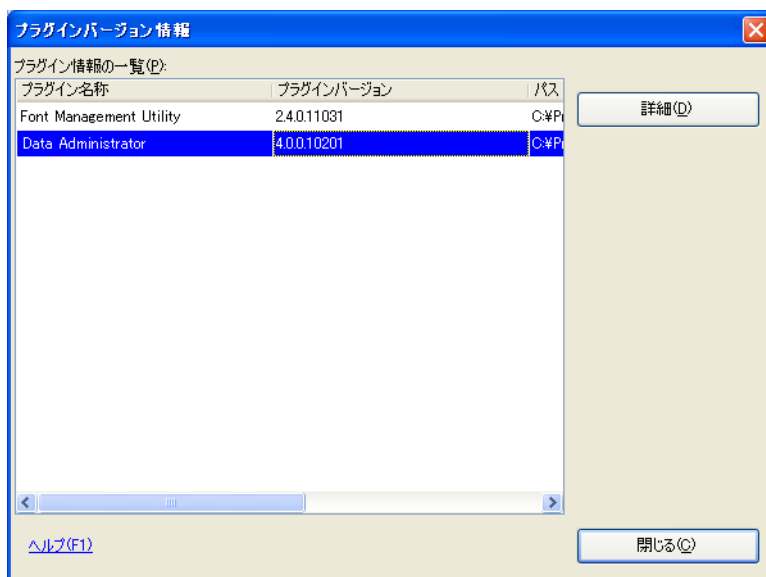 プラグインバージョン情報
プラグイン情報の一覧(P):
プラグイン名称 プラグインバージョン パス
詳細(D)
Font Management Utility 2.4.0.11031 C:¥Pr
Data Administrator 4.0.0.10201 C:¥Pr
ヘルプ(F1)
閉じる(C)